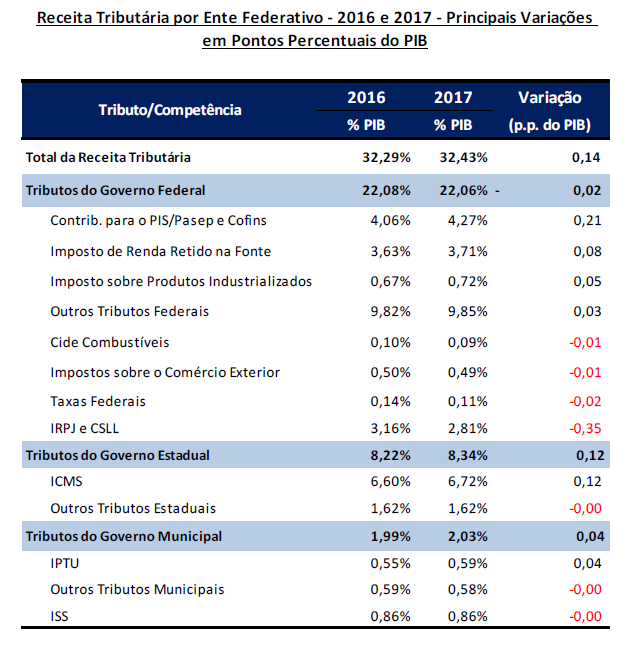 Receita Tributária por Ente Federativo - 2016 e 2017 - Principais Variações
em Pontos Percentuais do PIB
Tributo/Competência 2016 2017 Variação
% PIB % PIB (p.p. do PIB)
Total da Receita Tributária 32,29% 32,43% 0,14
Tributos do Governo Federal 22,08% 22,06% - 0,02
Contrib. para o PIS/Pasep e Cofins 4,06% 4,27% 0,21
Imposto de Renda Retido na Fonte 3,63% 3,71% 0,08
Imposto sobre Produtos Industrializados 0,67% 0,72% 0,05
Outros Tributos Federais 9,82% 9,85% 0,03
Cide Combustíveis 0,10% 0,09% -0,01
Impostos sobre o Comércio Exterior 0,50% 0,49% -0,01
Taxas Federais 0,14% 0,11% -0,02
IRPJ e CSLL 3,16% 2,81% -0,35
Tributos do Governo Estadual 8,22% 8,34% 0,12
ICMS 6,60% 6,72% 0,12
Outros Tributos Estaduais 1,62% 1,62% -0,00
Tributos do Governo Municipal 1,99% 2,03% 0,04
IPTU 0,55% 0,59% 0,04
Outros Tributos Municipais 0,59% 0,58% -0,00
ISS 0,86% 0,86% -0,00